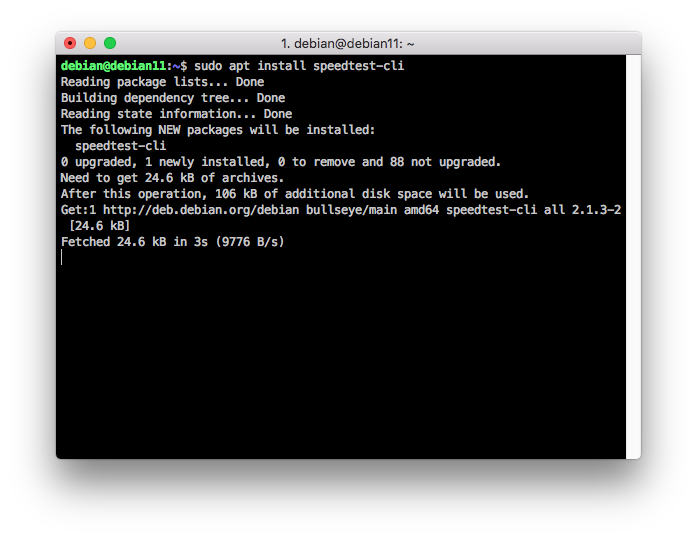 1. debian@debian11: ~
debian@debian11:~$ sudo apt install speedtest-cli
Reading package lists... Done
Building dependency tree... Done
Reading state information... Done
The following NEW packages will be installed:
  speedtest-cli
0 upgraded, 1 newly installed, 0 to remove and 88 not upgraded.
Need to get 24.6 kB of archives.
After this operation, 106 kB of additional disk space will be used.
Get:1 http://deb.debian.org/debian bullseye/main amd64 speedtest-cli all 2.1.3-2
 [24.6 kB]
Fetched 24.6 kB in 3s (9776 B/s)